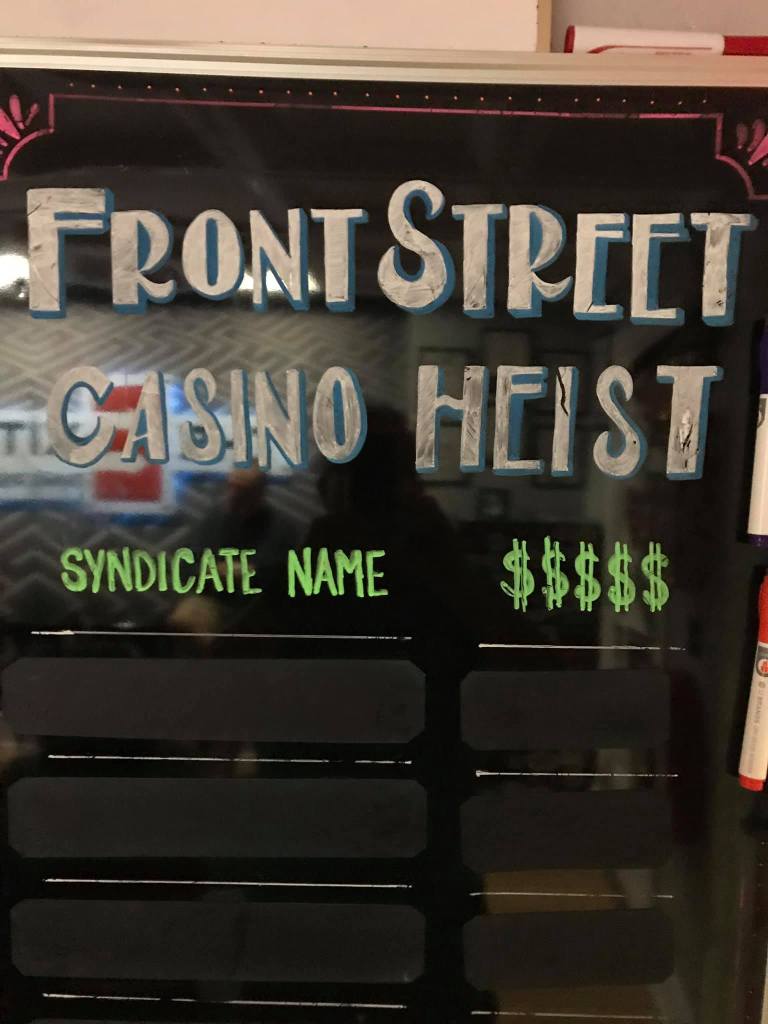 FRONT STREET
CASINO HEIST
SYNDICATE NAME $$$$$